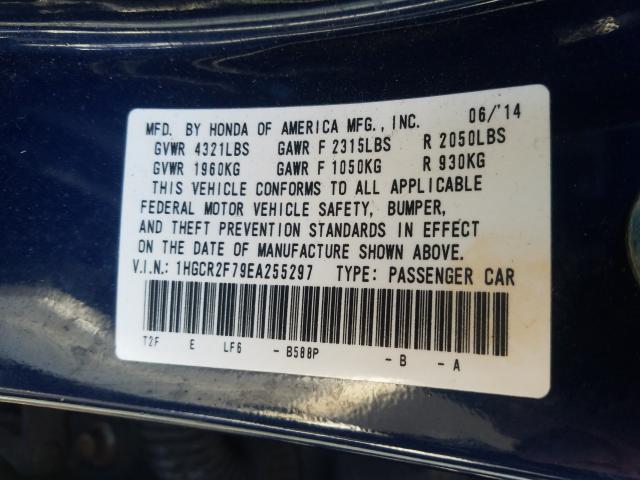 MFD. BY HONDA OF AMERICA MFG., INC. 06/'14
GVWR 4321LBS GAWR F 2315LBS R 2050LBS
GVWR 1960KG GAWR F 1050KG R 930KG
THIS VEHICLE CONFORMS TO ALL APPLICABLE
FEDERAL MOTOR VEHICLE SAFETY, BUMPER,
AND THEFT PREVENTION STANDARDS IN EFFECT
ON THE DATE OF MANUFACTURE SHOWN ABOVE.
V.I.N.: 1HGCR2F79EA255297 TYPE: PASSENGER CAR
T2F E LF6 -B588P -B -A